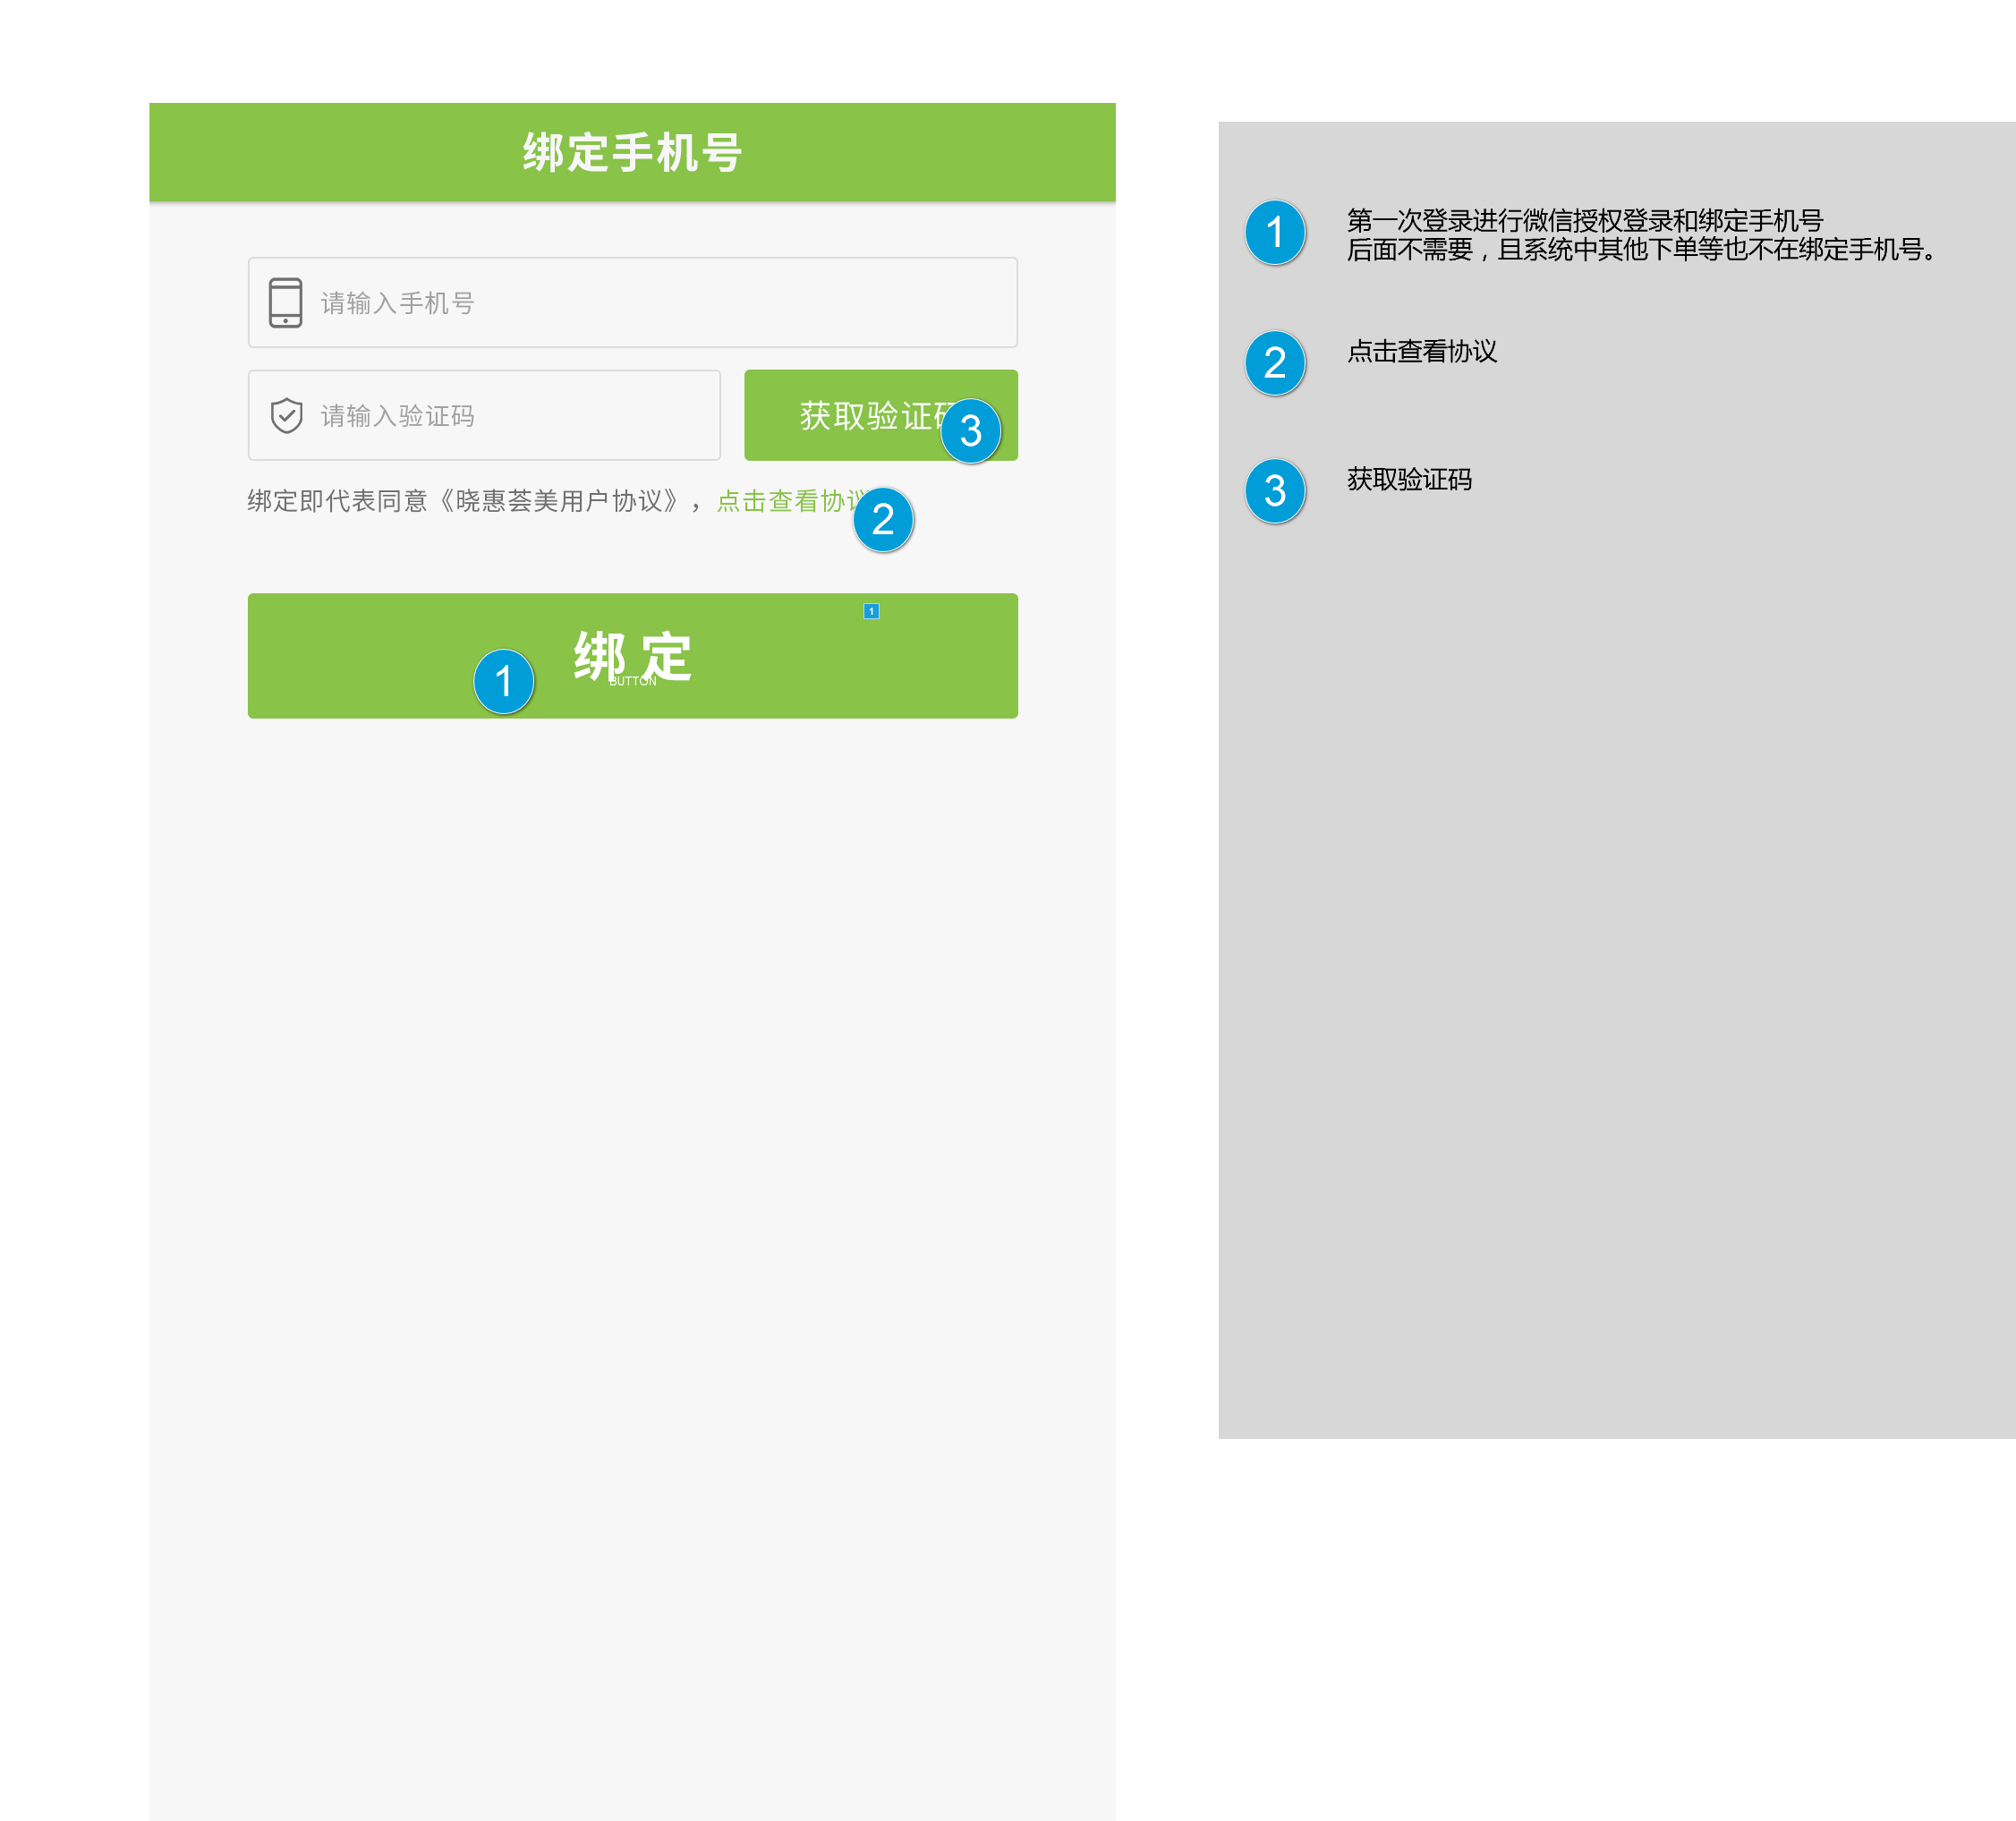 绑定手机号
请输入手机号
请输入验证码
获取验证
3
绑定即代表同意《晓惠荟美用户协议》，点击查看协
2
1
绑 定
BUTTON
1
1
第一次登录进行微信授权登录和绑定手机号
后面不需要，且系统中其他下单等也不在绑定手机号。
2
点击查看协议
3
获取验证码